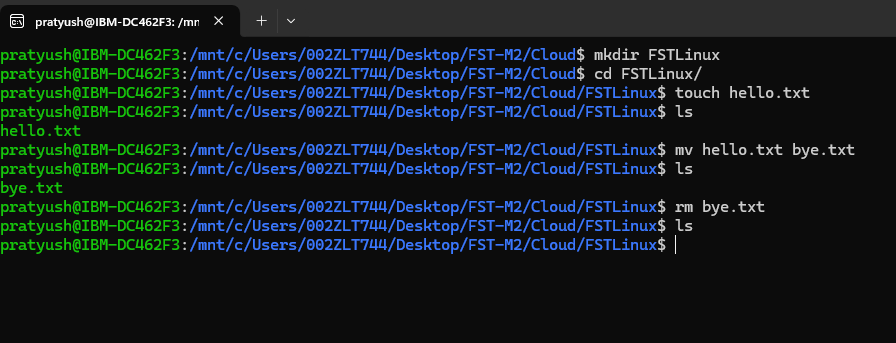 pratyush@IBM-DC462F3: /mn
pratyush@IBM-DC462F3:/mnt/c/Users/002ZLT744/Desktop/FST-M2/Cloud$ mkdir FSTLinux
pratyush@IBM-DC462F3:/mnt/c/Users/002ZLT744/Desktop/FST-M2/Cloud$ cd FSTLinux/
pratyush@IBM-DC462F3:/mnt/c/Users/002ZLT744/Desktop/FST-M2/Cloud/FSTLinux$ touch hello.txt
pratyush@IBM-DC462F3:/mnt/c/Users/002ZLT744/Desktop/FST-M2/Cloud/FSTLinux$ ls
hello.txt
pratyush@IBM-DC462F3:/mnt/c/Users/002ZLT744/Desktop/FST-M2/Cloud/FSTLinux$ mv hello.txt bye.txt
pratyush@IBM-DC462F3:/mnt/c/Users/002ZLT744/Desktop/FST-M2/Cloud/FSTLinux$ ls
bye.txt
pratyush@IBM-DC462F3:/mnt/c/Users/002ZLT744/Desktop/FST-M2/Cloud/FSTLinux$ rm bye.txt
pratyush@IBM-DC462F3:/mnt/c/Users/002ZLT744/Desktop/FST-M2/Cloud/FSTLinux$ ls
pratyush@IBM-DC462F3:/mnt/c/Users/002ZLT744/Desktop/FST-M2/Cloud/FSTLinux$